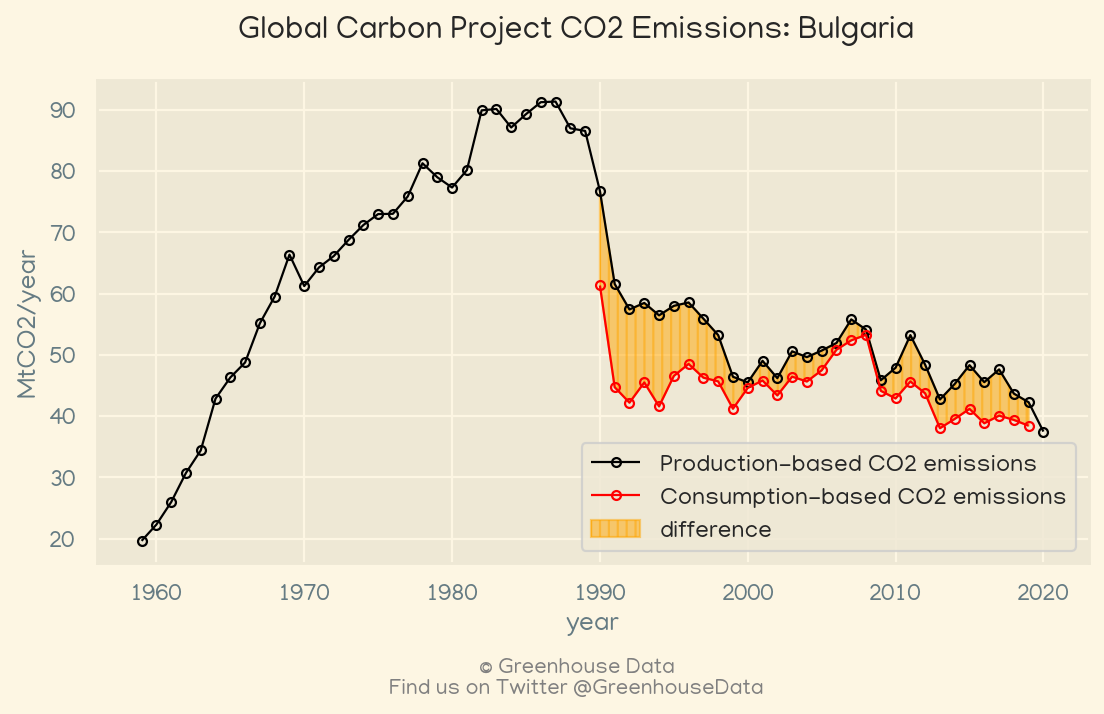 Global Carbon Project CO2 Emissions: Bulgaria
MtCO2/year
90
80
70
60
50
40
30
20
Production-based CO2 emissions
Consumption-based CO2 emissions
difference
1960 1970 1980 1990 2000 2010 2020
year
© Greenhouse Data
Find us on Twitter @GreenhouseData